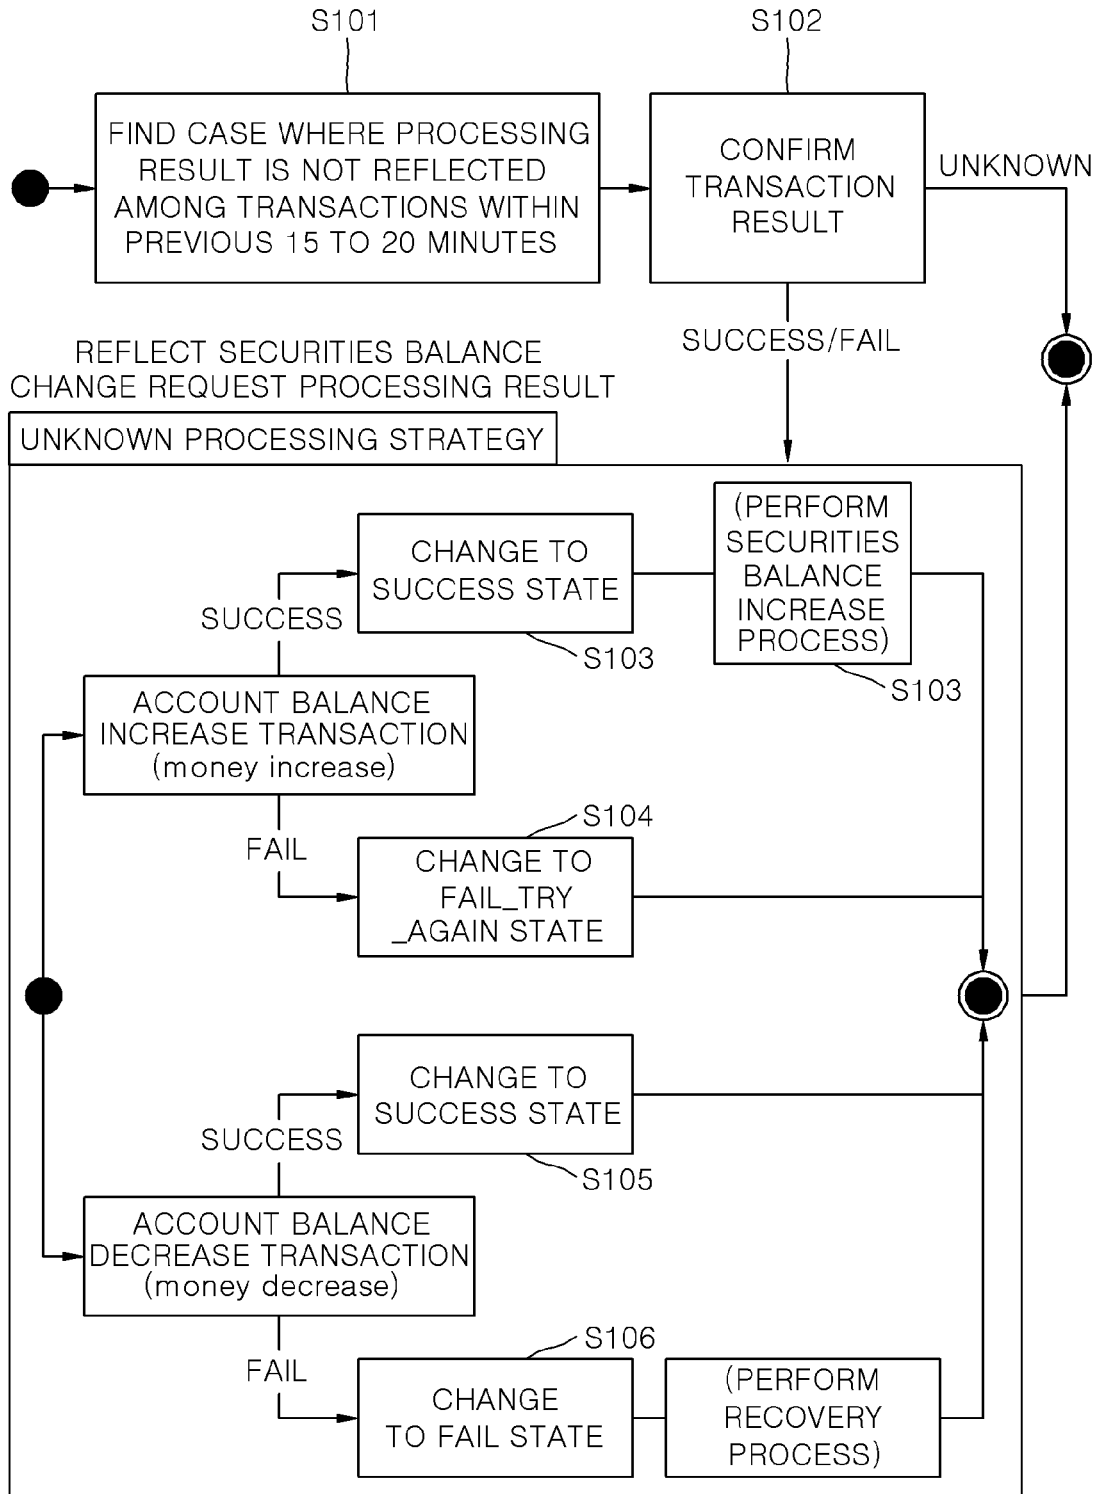 S101
S102
FIND CASE WHERE PROCESSING
RESULT IS NOT REFLECTED
AMONG TRANSACTIONS WITHIN
PREVIOUS 15 TO 20 MINUTES
CONFIRM
TRANSACTION
RESULT
UNKNOWN
SUCCESS/FAIL
REFLECT SECURITIES BALANCE
CHANGE REQUEST PROCESSING RESULT
UNKNOWN PROCESSING STRATEGY
CHANGE TO
SUCCESS STATE
S103
(PERFORM
SECURITIES
BALANCE
INCREASE
PROCESS)
S103
SUCCESS
ACCOUNT BALANCE
INCREASE TRANSACTION
(money increase)
FAIL
S104
CHANGE TO
FAIL_TRY
_AGAIN STATE
CHANGE TO
SUCCESS STATE
S105
SUCCESS
ACCOUNT BALANCE
DECREASE TRANSACTION
(money decrease)
FAIL
S106
CHANGE
TO FAIL STATE
(PERFORM
RECOVERY
PROCESS)